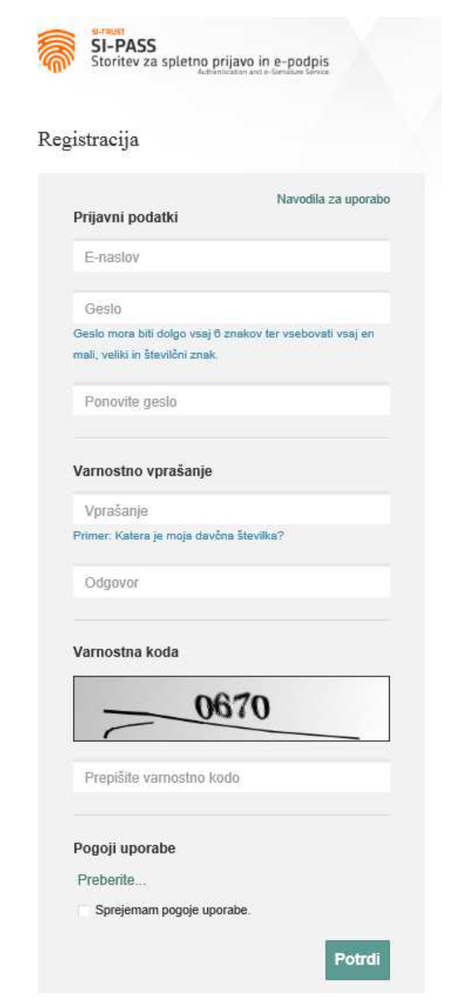 SI-TRUST
SI-PASS
Storitev za spletno prijavo in e-podpis
Authentication and e-Signature Service
Registracija
Navodila za uporabo
Prijavni podatki
E-naslov
Geslo
Geslo mora biti dolgo vsaj 6 znakov ter vsebovati vsaj en
mali, veliki in številčni znak.
Ponovite geslo
Varnostno vprašanje
Vprašanje
Primer: Katera je moja davčna številka?
Odgovor
Varnostna koda
0670
Prepišite varnostno kodo
Pogoji uporabe
Preberite...
Sprejemam pogoje uporabe.
Potrdi